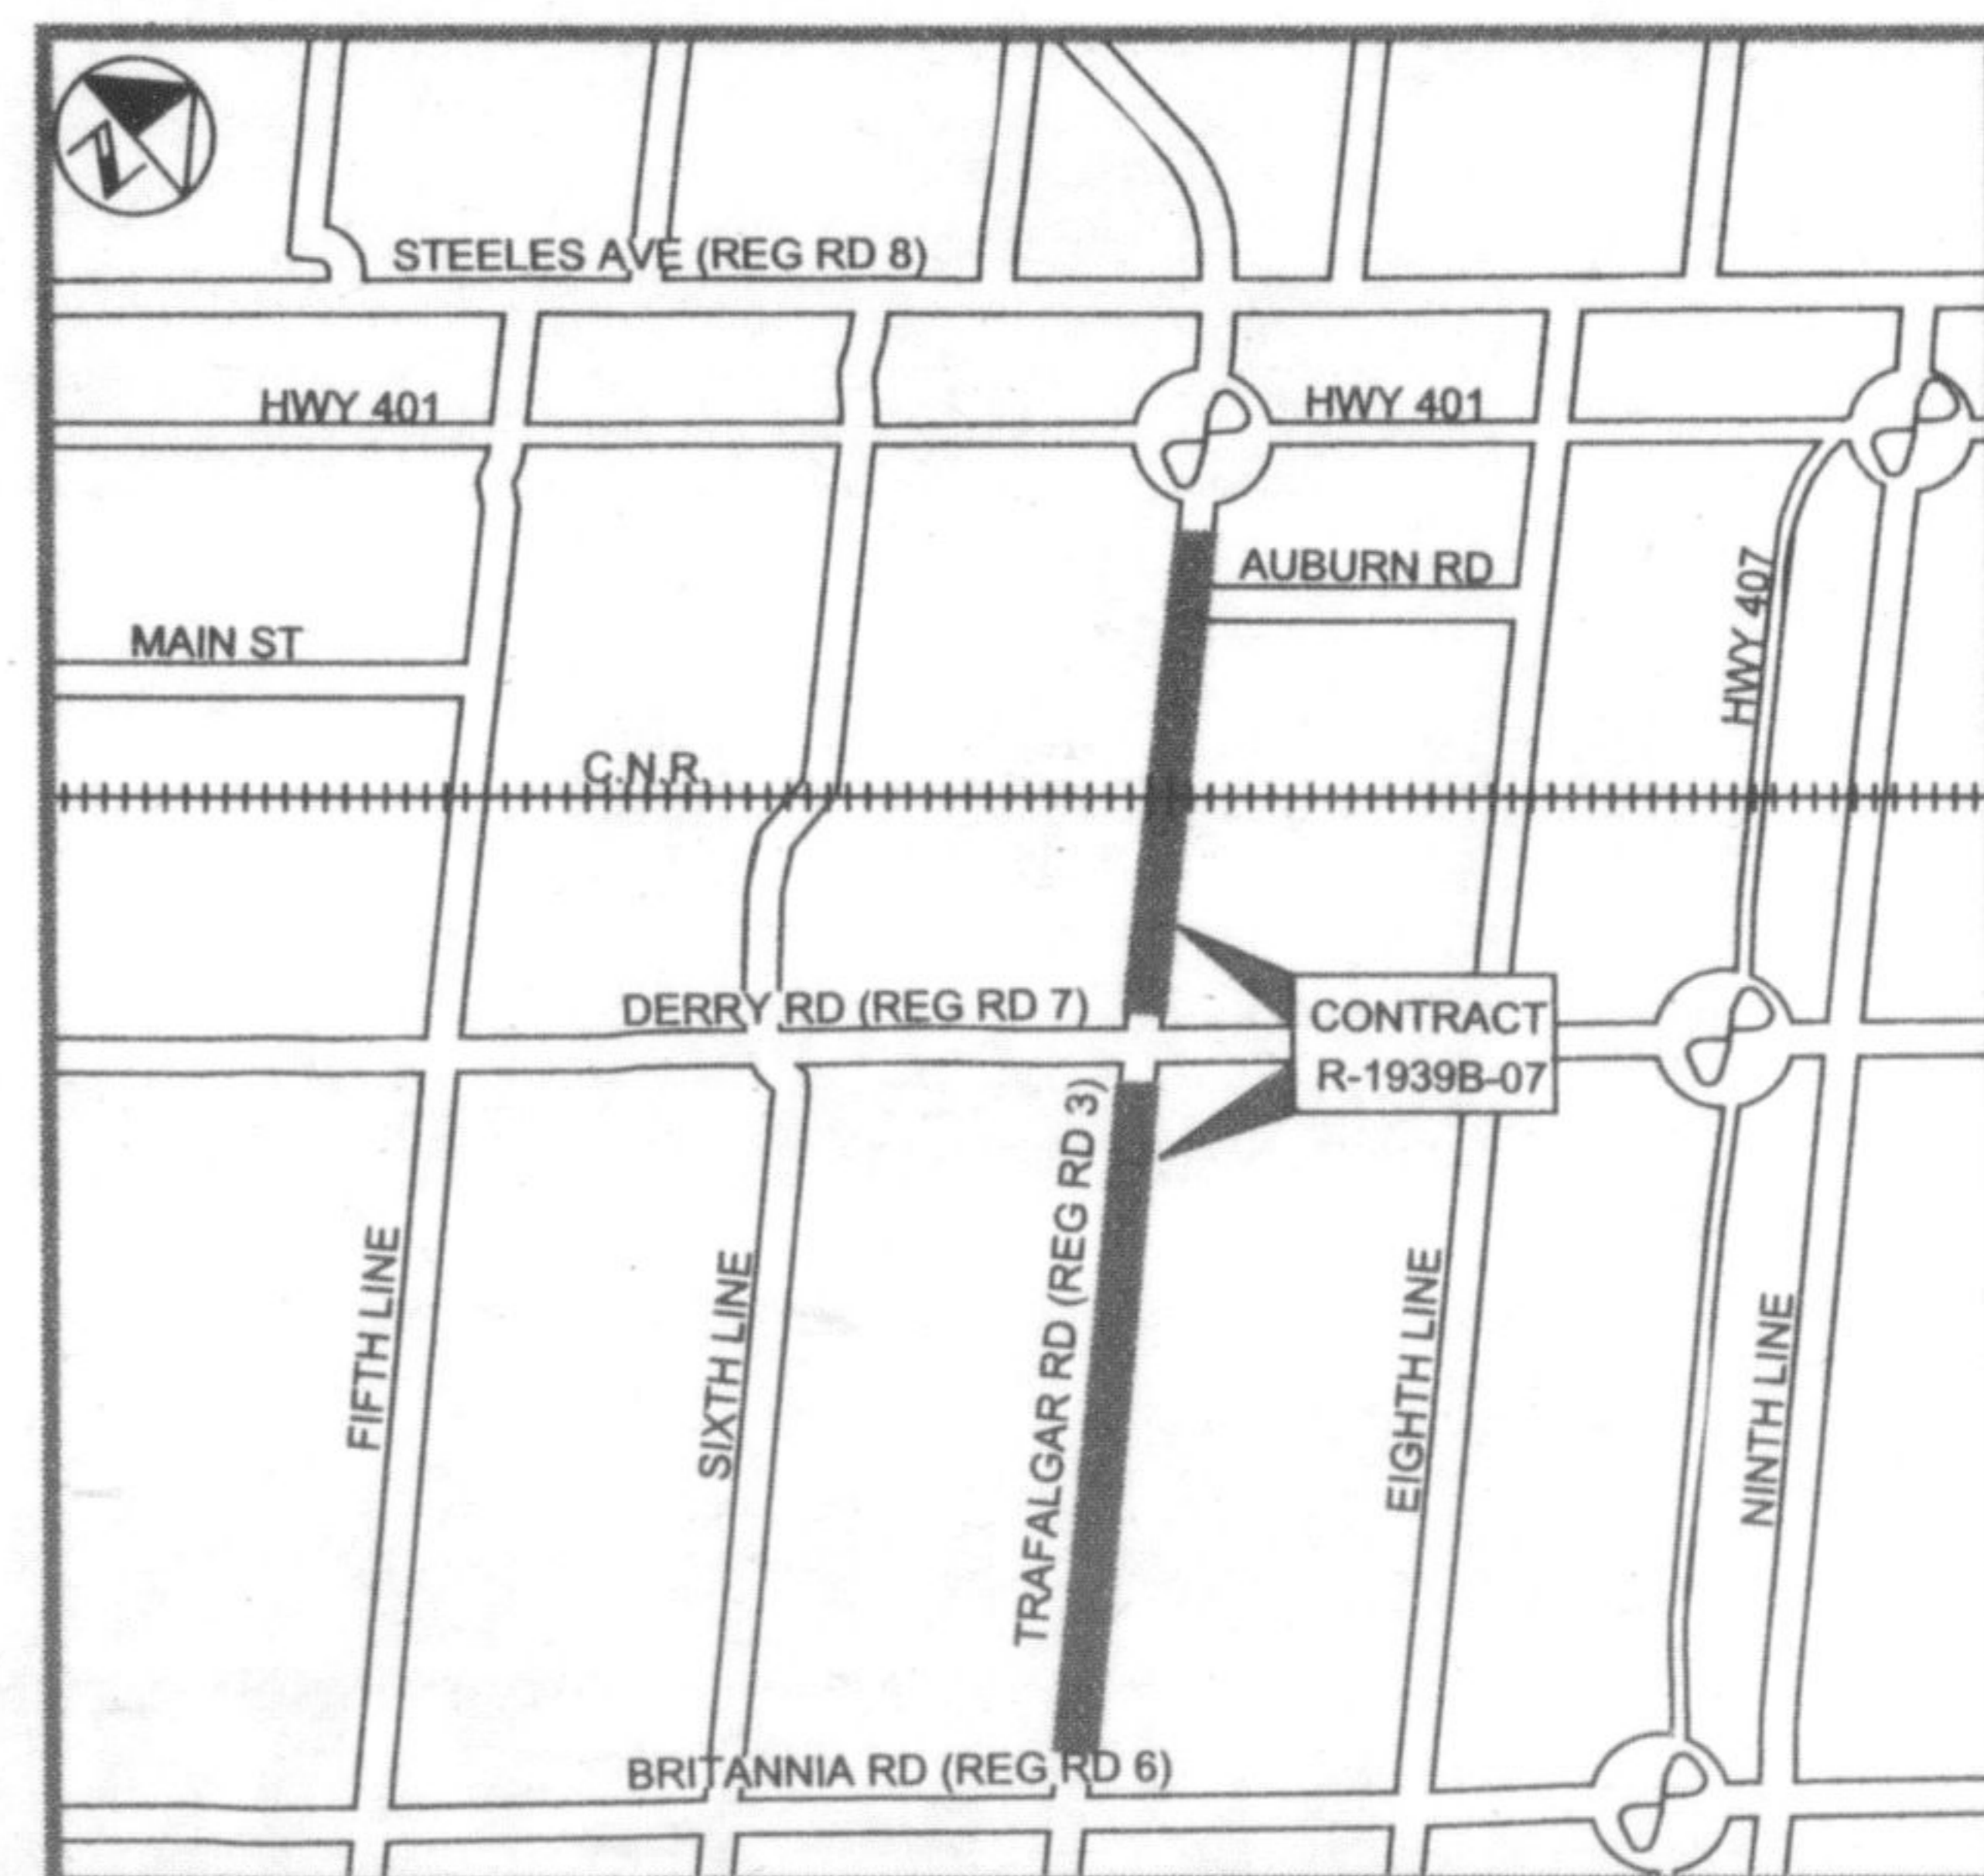 N
STEELES AVE (REG RD 8)
HWY 401
HWY 401
AUBURN RD
HWY 407
MAIN ST
C.N.R.
DERRY RD (REG RD 7)
CONTRACT
R-1939B-07
TRAFALGAR RD (REG RD 3)
FIFTH LINE
SIXTH LINE
EIGHTH LINE
NINTH LINE
BRITANNIA RD (REG RD 6)